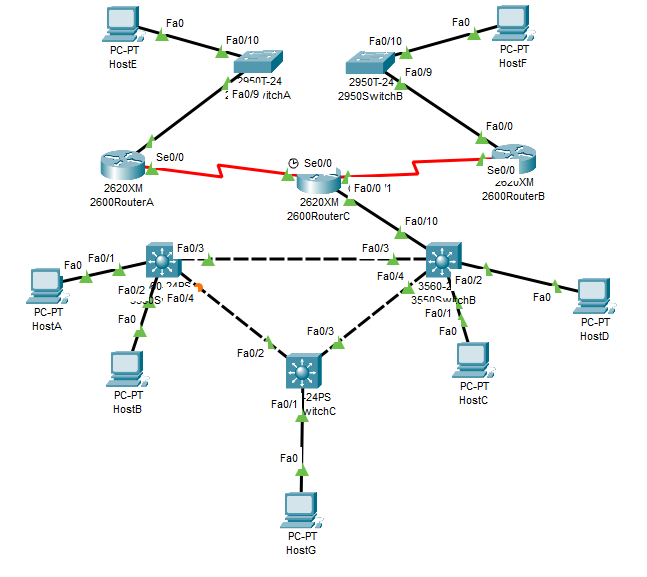 Fa0
PC-PT
HostE
Fa0/10
2950T-24
Fa0/9
itchA
Fa0
PC-PT
HostF
Fa0/10
Fa0/9
2950T-24
2950SwitchB
Fa0/0
Se0/0
2620XM
2600RouterA
Se0/0
2620XM
2600RouterC
Fa0/0
Se0/0
2620XM
2600RouterB
Fa0/10
Fa0/3
Fa0/3
Fa0/4
Fa0/2
Fa0/1
Fa0
PC-PT
HostA
Fa0/2
Fa0/4
Fa0
PC-PT
HostB
3560-2
3550SwitchB
Fa0/1
Fa0
PC-PT
HostC
Fa0
PC-PT
HostD
Fa0/2
Fa0/3
-24PS
witchC
Fa0/1
Fa0
PC-PT
HostG